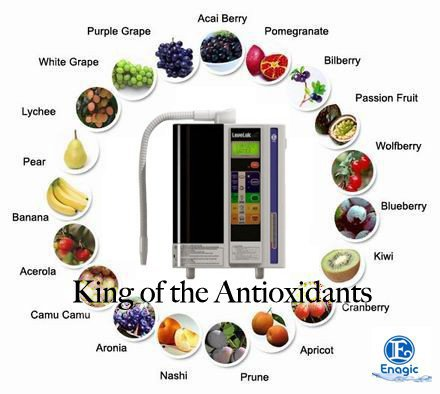 Acai Berry
Purple Grape
Pomegranate
White Grape
Bilberry
Lychee
Passion Fruit
Pear
Wolfberry
Banana
Blueberry
Acerola
Kiwi
King of the Antioxidants
Camu Camu
Cranberry
Aronia
Apricot
Nashi
Prune
LeveLuk
E
Enagic